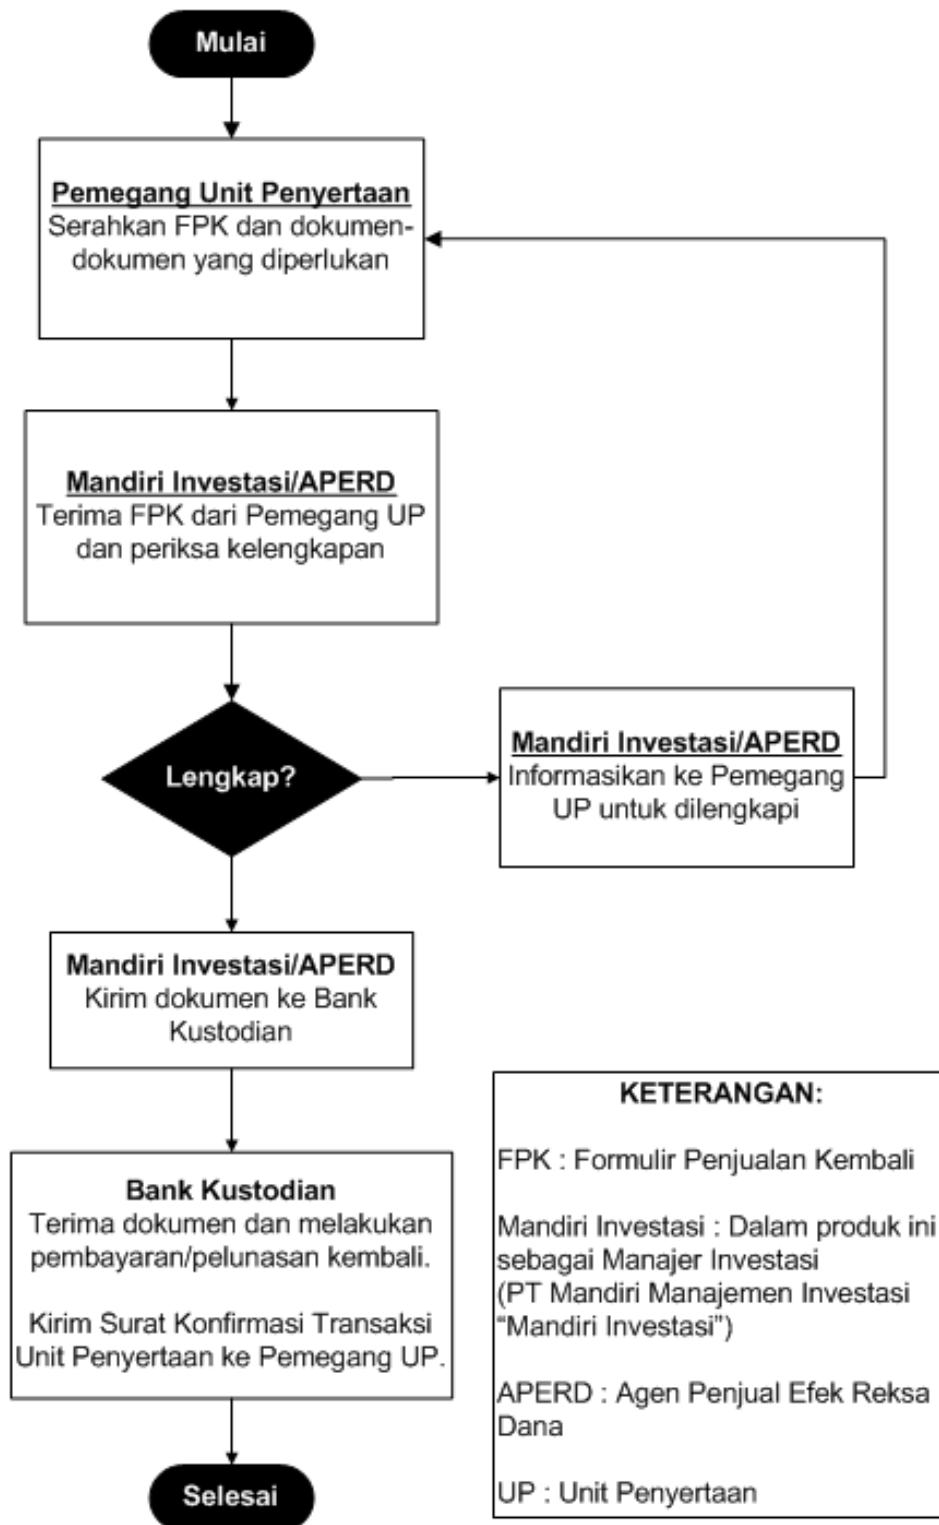 Mulai
Pemegang Unit Penyertaan
Serahkan FPK dan dokumen-
dokumen yang diperlukan
Mandiri Investasi/APERD
Terima FPK dari Pemegang UP
dan periksa kelengkapan
Lengkap?
Mandiri Investasi/APERD
Informasikan ke Pemegang
UP untuk dilengkapi
Mandiri Investasi/APERD
Kirim dokumen ke Bank
Kustodian
Bank Kustodian
Terima dokumen dan melakukan
pembayaran/pelunasan kembali.
Kirim Surat Konfirmasi Transaksi
Unit Penyertaan ke Pemegang UP.
Selesai
KETERANGAN:
FPK : Formulir Penjualan Kembali
Mandiri Investasi : Dalam produk ini
sebagai Manajer Investasi
(PT Mandiri Manajemen Investasi
“Mandiri Investasi”)
APERD : Agen Penjual Efek Reksa
Dana
UP : Unit Penyertaan